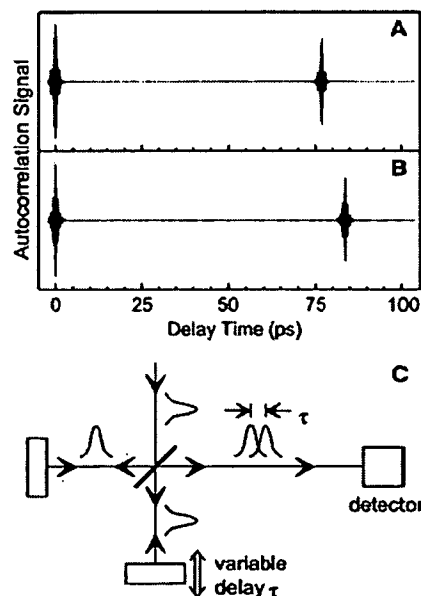 A
B
Autocorrelation Signal
0 25 50 75 100
Delay Time (ps)
C
τ
detector
variable
delay τ